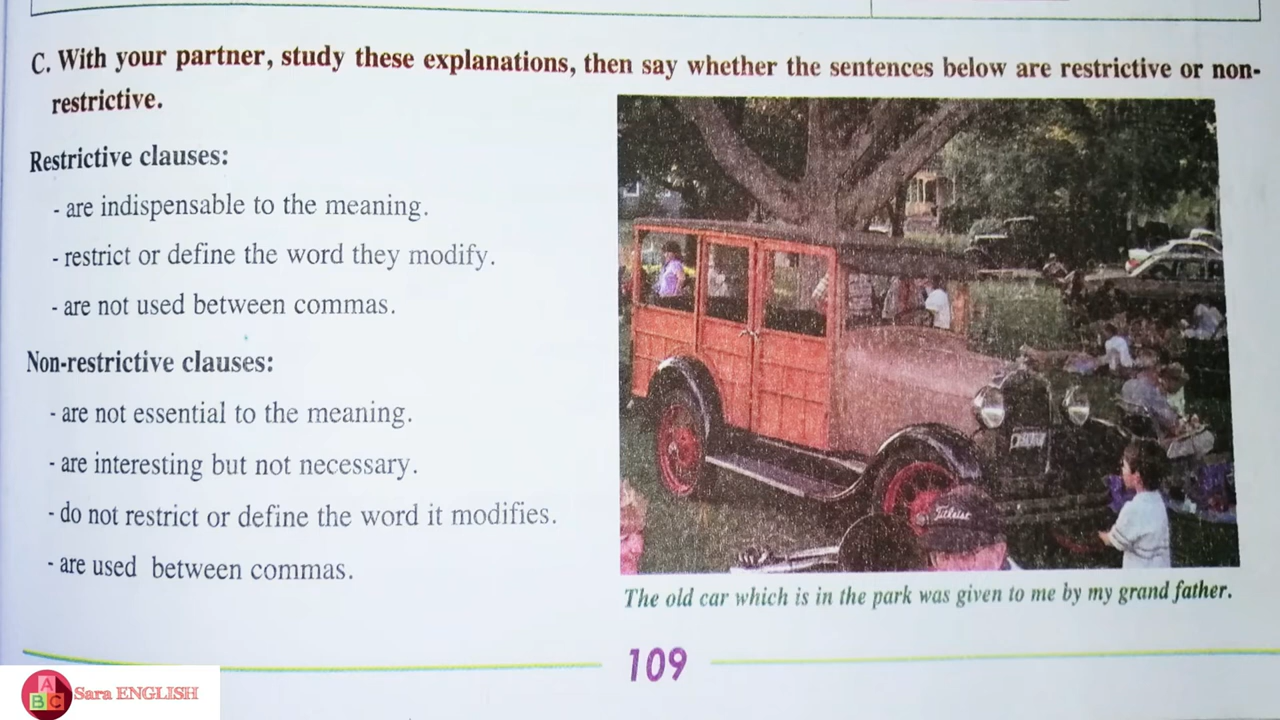 C. With your partner, study these explanations, then say whether the sentences below are restrictive or non-
restrictive.
Restrictive clauses:
- are indispensable to the meaning.
- restrict or define the word they modify.
- are not used between commas.
Non-restrictive clauses:
- are not essential to the meaning.
- are interesting but not necessary.
- do not restrict or define the word it modifies.
- are used between commas.
Titleist
The old car which is in the park was given to me by my grand father.
109
A
B C
Sara ENGLISH